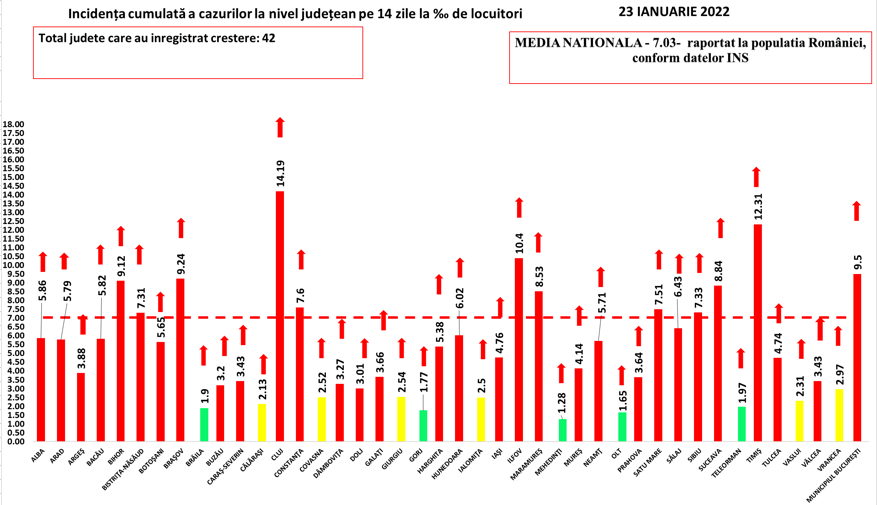 Incidența cumulată a cazurilor la nivel județean pe 14 zile la ‰ de locuitori
23 IANUARIE 2022
Total judete care au inregistrat crestere: 42
MEDIA NATIONALA - 7.03- raportat la populatia României,
conform datelor INS
18.00
17.50
17.00
16.50
16.00
15.50
15.00
14.50
14.00
13.50
13.00
12.50
12.00
11.50
11.00
10.50
10.00
9.50
9.00
8.50
8.00
7.50
7.00
6.50
6.00
5.50
5.00
4.50
4.00
3.50
3.00
2.50
2.00
1.50
1.00
0.50
0.00
5.86
5.79
3.88
5.82
9.12
7.31
5.65
9.24
1.9
3.2
3.43
2.13
14.19
7.6
2.52
3.27
3.01
3.66
2.54
1.77
5.38
6.02
2.5
4.76
10.4
8.53
1.28
4.14
5.71
1.65
3.64
7.51
6.43
7.33
8.84
1.97
12.31
4.74
2.31
3.43
2.97
9.5
ALBA
ARAD
ARGEȘ
BACĂU
BIHOR
BISTRIȚA-NĂSĂUD
BOTOȘANI
BRAȘOV
BRĂILA
BUZĂU
CARAȘ-SEVERIN
CĂLĂRAȘI
CLUJ
CONSTANȚA
COVASNA
DÂMBOVIȚA
DOLJ
GALAȚI
GIURGIU
GORJ
HARGHITA
HUNEDOARA
IALOMIȚA
IAȘI
ILFOV
MARAMUREȘ
MEHEDINȚI
MUREȘ
NEAMȚ
OLT
PRAHOVA
SATU MARE
SĂLAJ
SIBIU
SUCEAVA
TELEORMAN
TIMIȘ
TULCEA
VASLUI
VÂLCEA
VRANCEA
MUNICIPIUL BUCUREȘTI